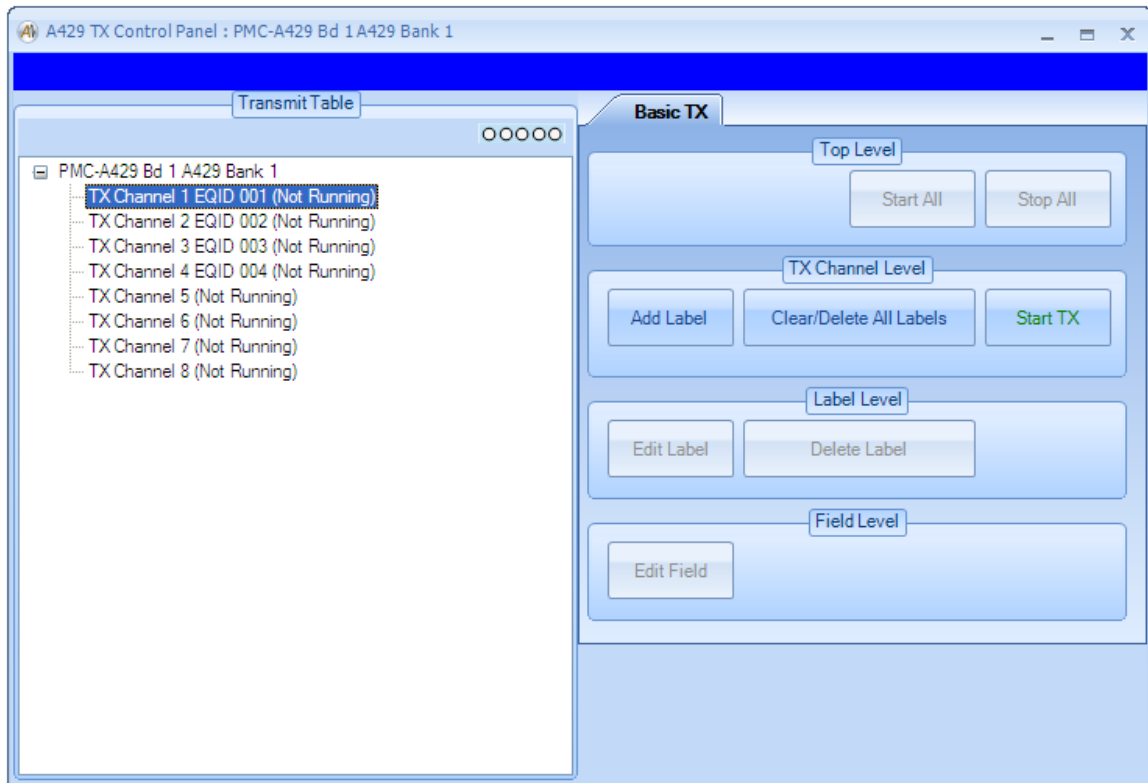 A429 TX Control Panel : PMC-A429 Bd 1 A429 Bank 1
Transmit Table
PMC-A429 Bd 1 A429 Bank 1
TX Channel 1 EQID 001 (Not Running)
TX Channel 2 EQID 002 (Not Running)
TX Channel 3 EQID 003 (Not Running)
TX Channel 4 EQID 004 (Not Running)
TX Channel 5 (Not Running)
TX Channel 6 (Not Running)
TX Channel 7 (Not Running)
TX Channel 8 (Not Running)
Basic TX
Top Level
Start All
Stop All
TX Channel Level
Add Label
Clear/Delete All Labels
Start TX
Label Level
Edit Label
Delete Label
Field Level
Edit Field